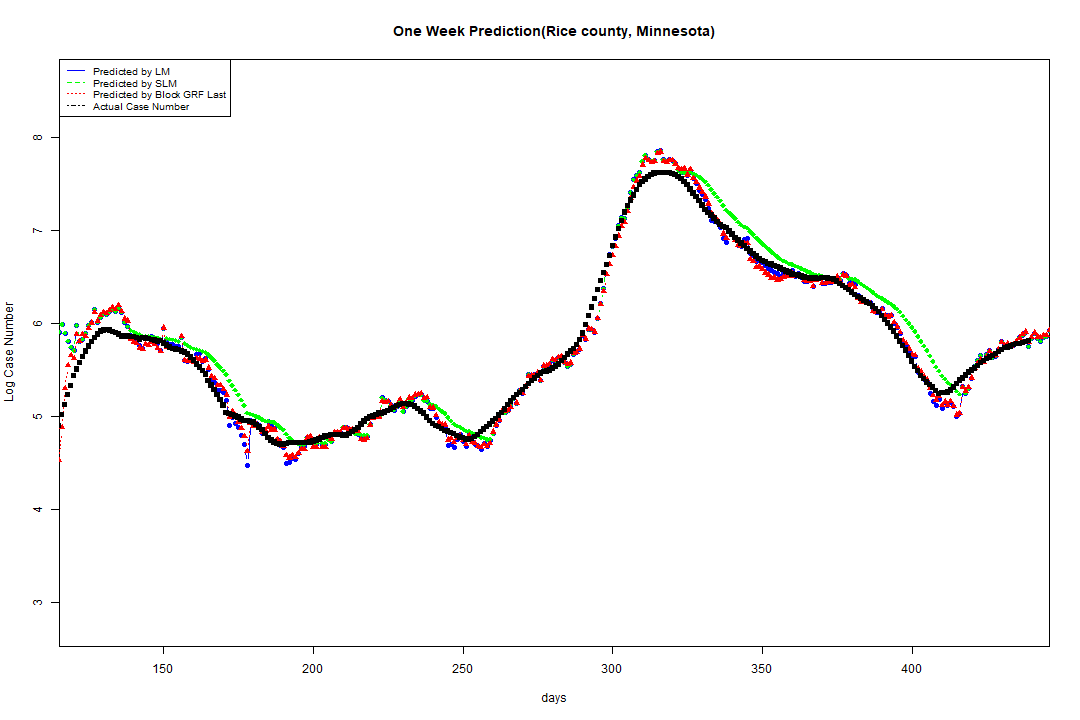 One Week Prediction(Rice county, Minnesota)
Predicted by LM
Predicted by SLM
Predicted by Block GRF Last
Actual Case Number
Log Case Number
8
7
6
5
4
3
150 200 250 300 350 400
days